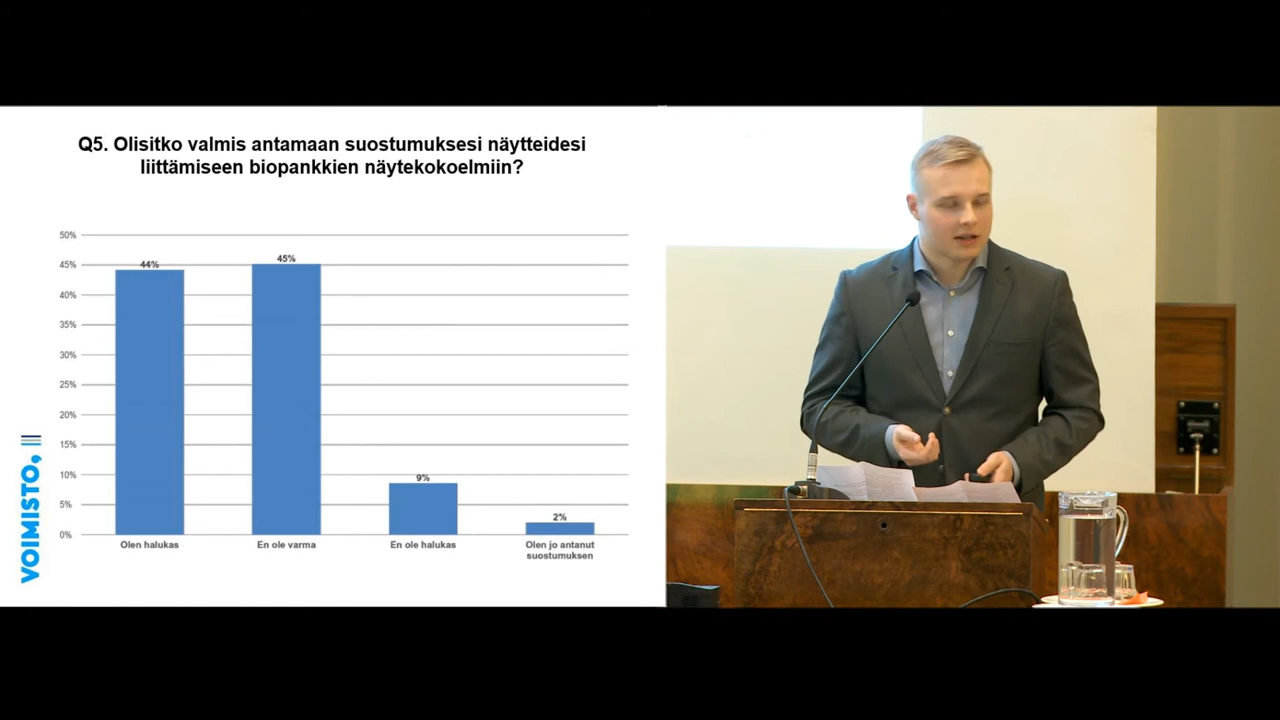 Q5. Olisitko valmis antamaan suostumuksesi näytteidesi
liittämiseen biopankkien näytekokoelmiin?
50%
45%
40%
35%
30%
25%
20%
15%
10%
5%
0%
44%
45%
9%
2%
Olen halukas
En ole varma
En ole halukas
Olen jo antanut
suostumuksen
VOIMISTO,